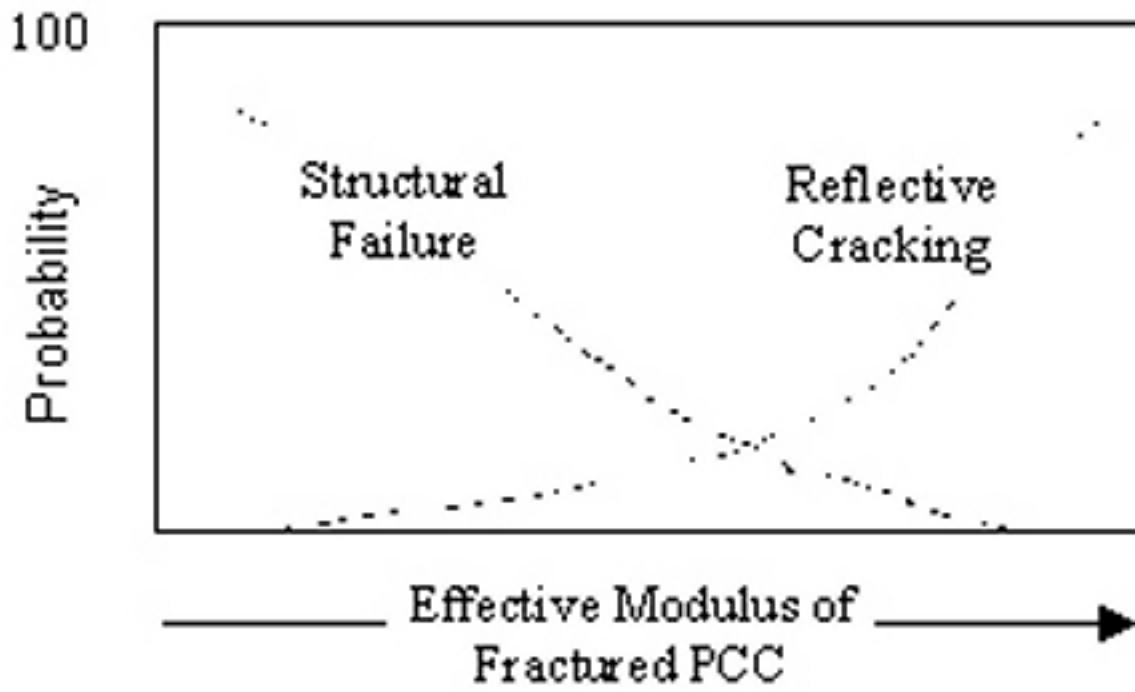 100
Probability
Structural
Failure
Reflective
Cracking
Effective Modulus of
Fractured PCC